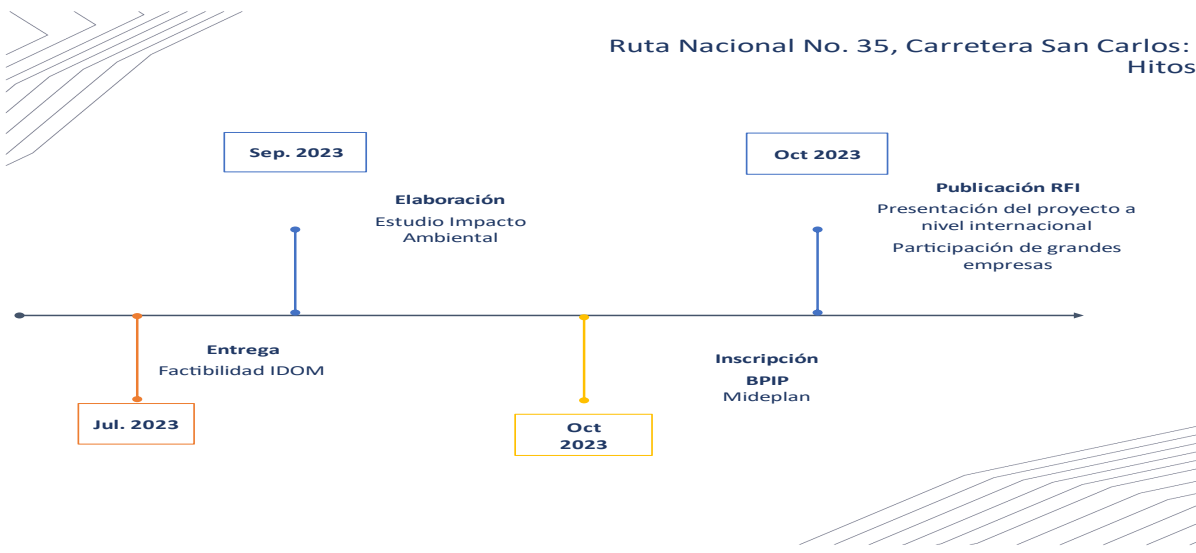 Ruta Nacional No. 35, Carretera San Carlos:
Hitos
Sep. 2023
Elaboración
Estudio Impacto
Ambiental
Oct 2023
Publicación RFI
Presentación del proyecto a
nivel internacional
Participación de grandes
empresas
Entrega
Factibilidad IDOM
Jul. 2023
Inscripción
BPIP
Mideplan
Oct
2023